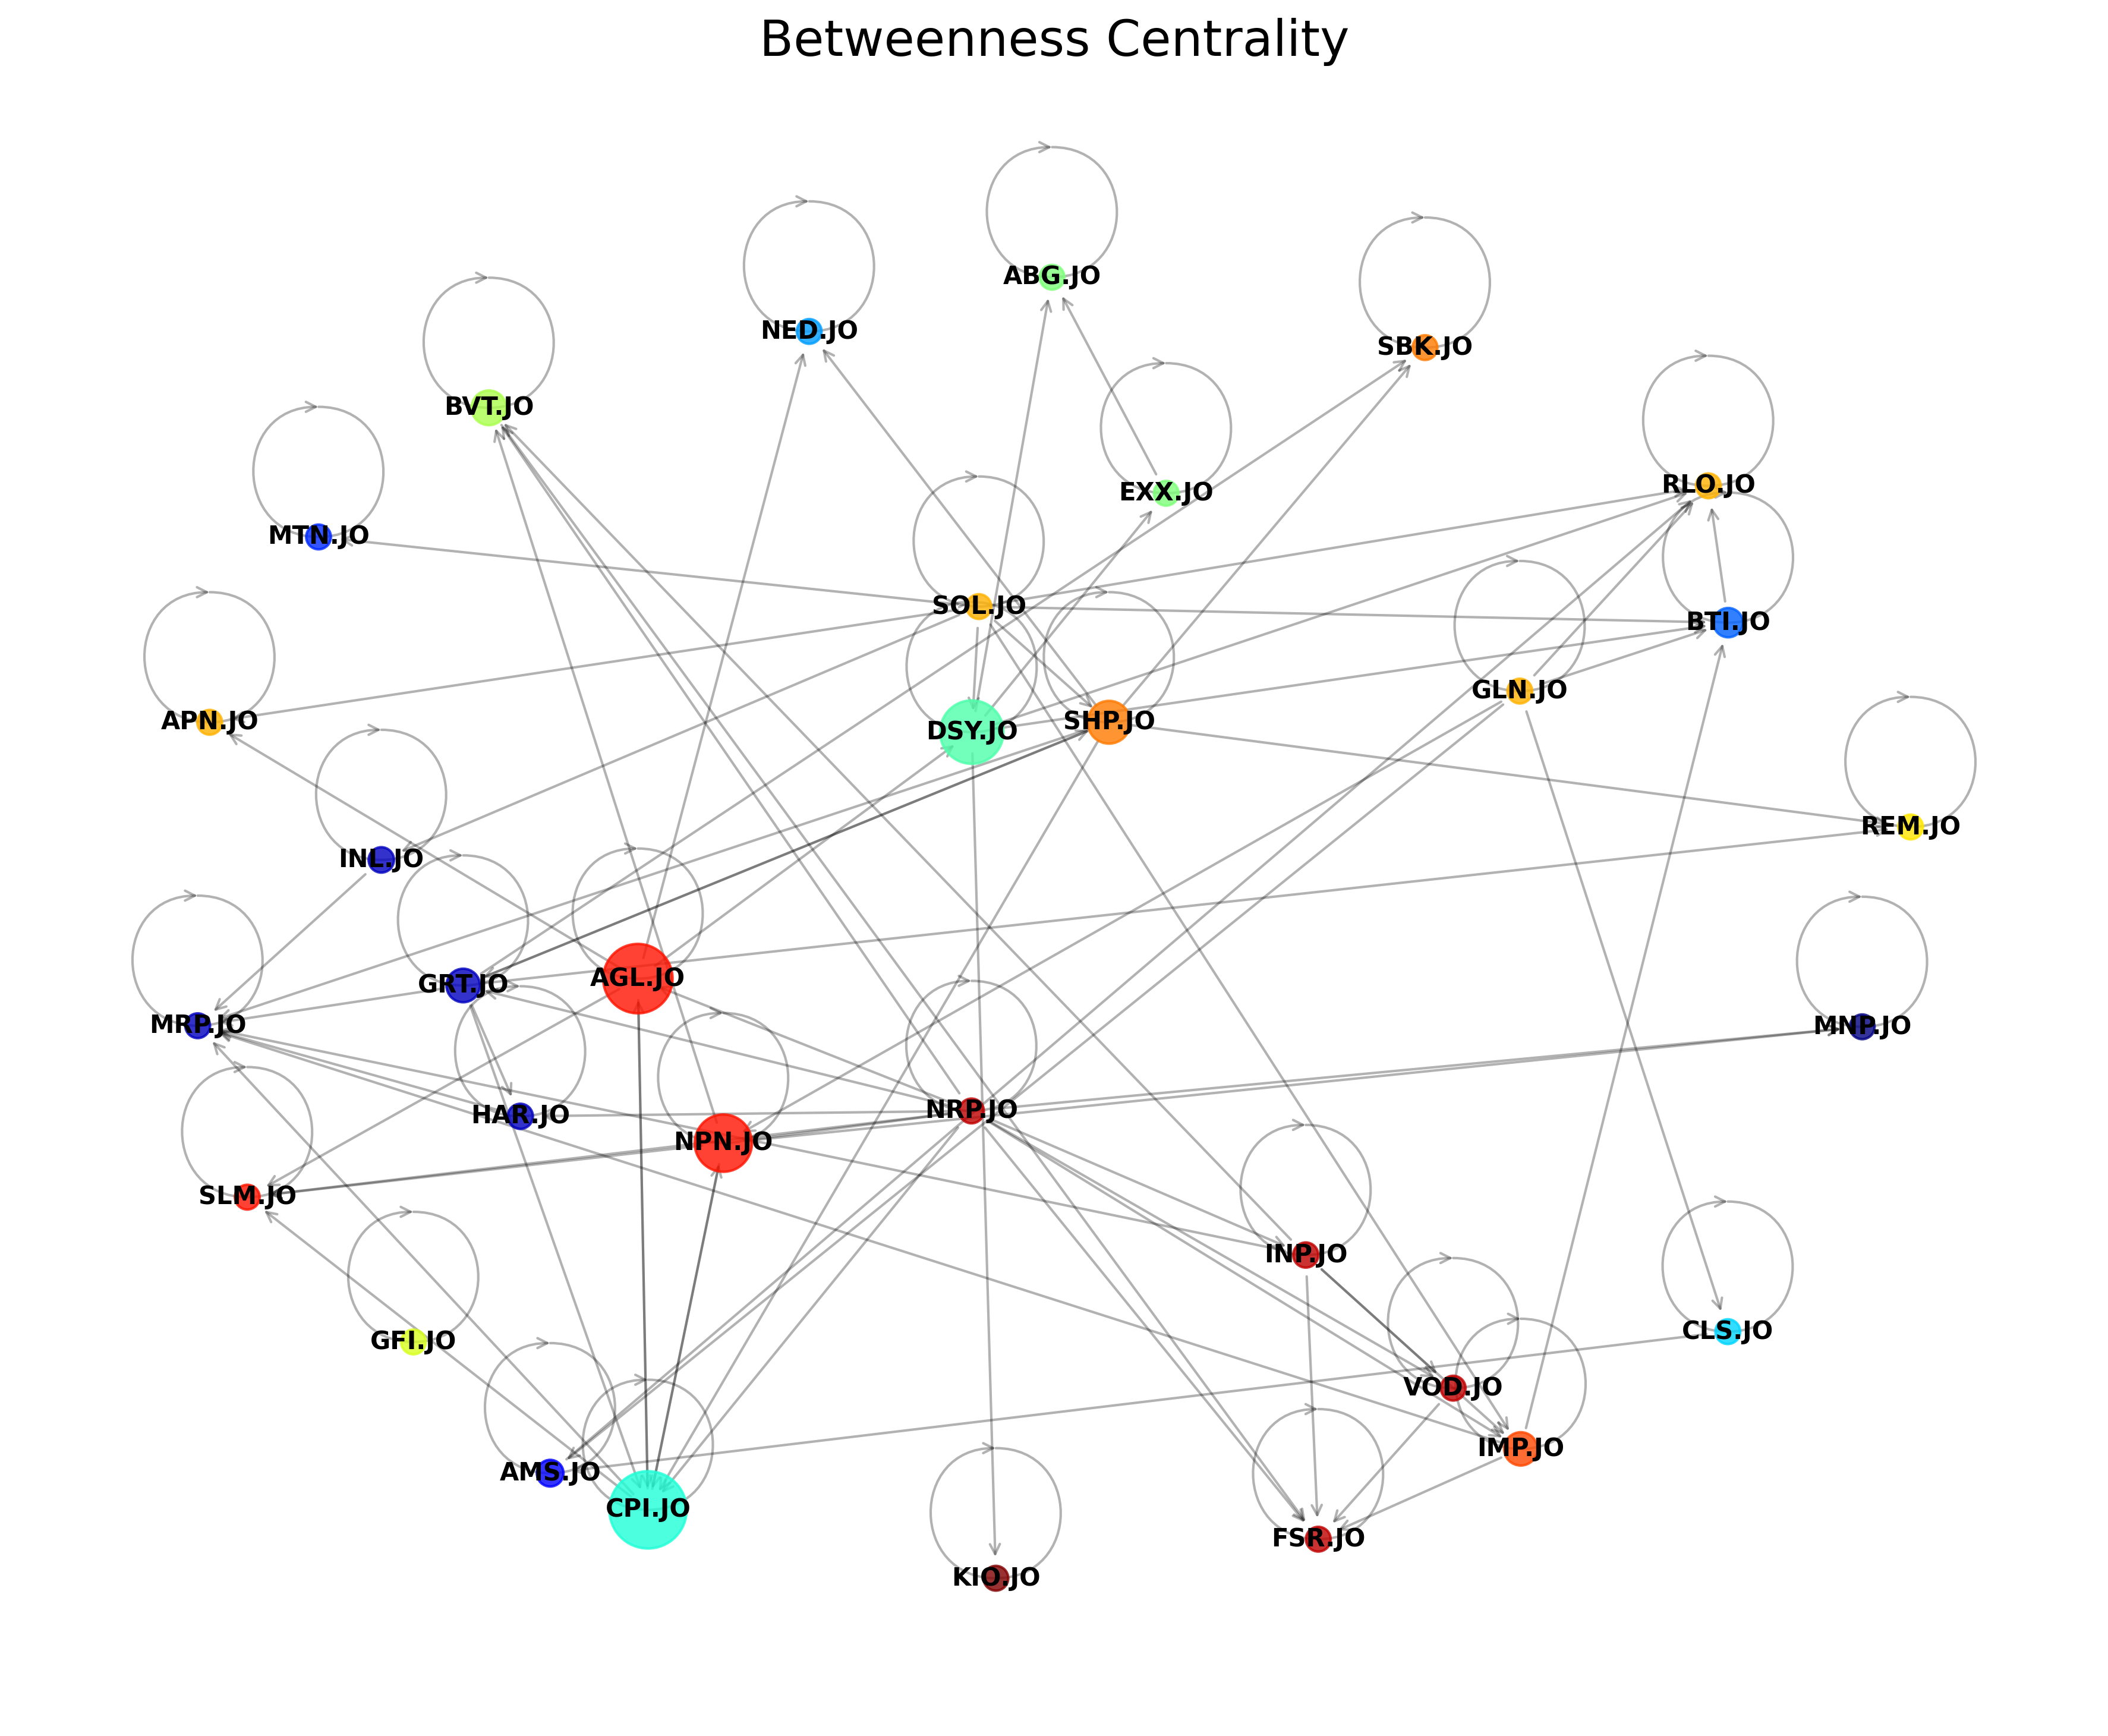 Betweenness Centrality
ABG.JO
NED.JO
SBK.JO
BVT.JO
RLO.JO
EXX.JO
MTN.JO
SOL.JO
BTI.JO
GLN.JO
APN.JO
SHP.JO
DSY.JO
REM.JO
INL.JO
AGL.JO
GRT.JO
MRP.JO
MNP.JO
NRP.JO
HAR.JO
NPN.JO
SLM.JO
INP.JO
CLS.JO
GFI.JO
VOD.JO
IMP.JO
AMS.JO
CPI.JO
FSR.JO
KIO.JO